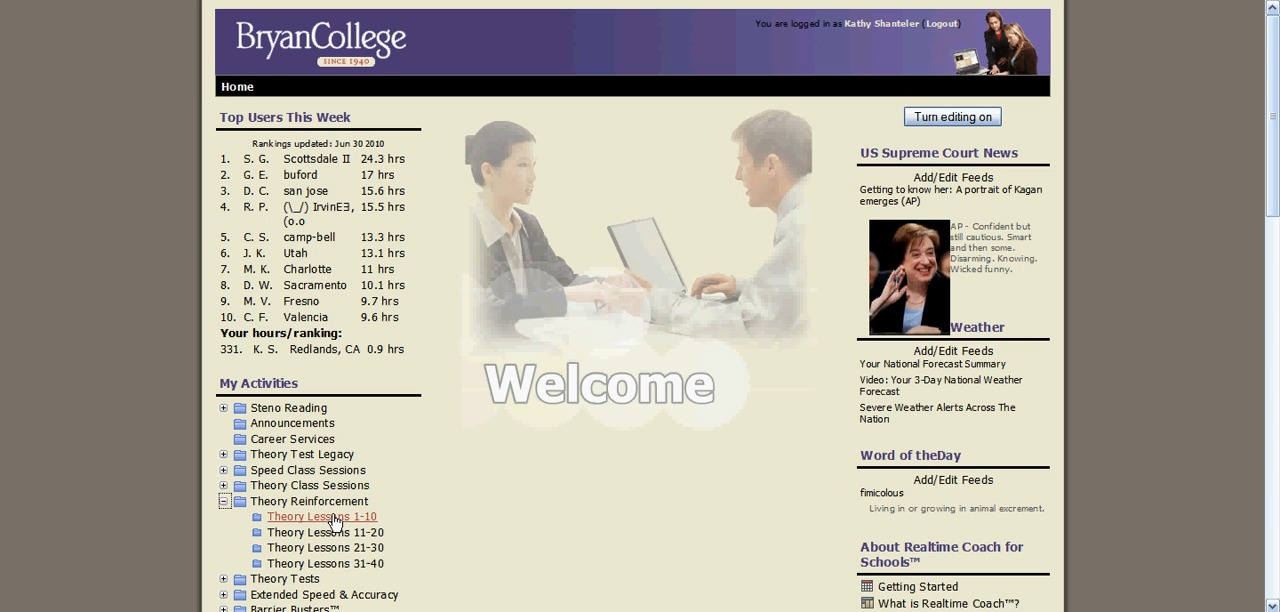 BryanCollege
SINCE 1940
You are logged in as Kathy Shanteler (Logout)
Home
Top Users This Week
Rankings updated: Jun 30 2010
1. S. G. Scottsdale II 24.3 hrs
2. G. E. buford 17 hrs
3. D. C. san jose 15.6 hrs
4. R. P. (\_/) IrvinEƎ, 15.5 hrs
(o.o
5. C. S. camp-bell 13.3 hrs
6. J. K. Utah 13.1 hrs
7. M. K. Charlotte 11 hrs
8. D. W. Sacramento 10.1 hrs
9. M. V. Fresno 9.7 hrs
10. C. F. Valencia 9.6 hrs
Your hours/ranking:
331. K. S. Redlands, CA 0.9 hrs
My Activities
Steno Reading
Announcements
Career Services
Theory Test Legacy
Speed Class Sessions
Theory Class Sessions
Theory Reinforcement
Theory Lessons 1-10
Theory Lessons 11-20
Theory Lessons 21-30
Theory Lessons 31-40
Theory Tests
Extended Speed & Accuracy
Barrier Busters™
Welcome
Turn editing on
US Supreme Court News
Add/Edit Feeds
Getting to know her: A portrait of Kagan
emerges (AP)
AP - Confident but
still cautious. Smart
and then some.
Disarming. Knowing.
Wicked funny.
Weather
Add/Edit Feeds
Your National Forecast Summary
Video: Your 3-Day National Weather
Forecast
Severe Weather Alerts Across The
Nation
Word of theDay
Add/Edit Feeds
fimicolous
Living in or growing in animal excrement.
About Realtime Coach for
Schools™
Getting Started
What is Realtime Coach™?